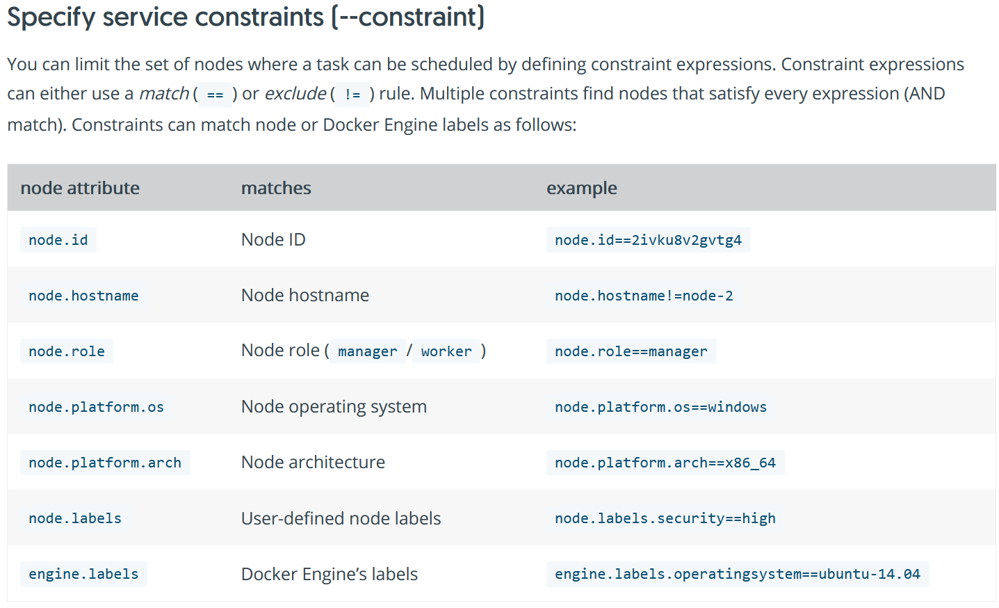 Specify service constraints (--constraint)
You can limit the set of nodes where a task can be scheduled by defining constraint expressions. Constraint expressions
can either use a match ( == ) or exclude ( != ) rule. Multiple constraints find nodes that satisfy every expression (AND
match). Constraints can match node or Docker Engine labels as follows:
node attribute matches example
node.id Node ID node.id==2ivku8v2gvtg4
node.hostname Node hostname node.hostname!=node-2
node.role Node role ( manager / worker ) node.role==manager
node.platform.os Node operating system node.platform.os==windows
node.platform.arch Node architecture node.platform.arch==x86_64
node.labels User-defined node labels node.labels.security==high
engine.labels Docker Engine’s labels engine.labels.operatingsystem==ubuntu-14.04